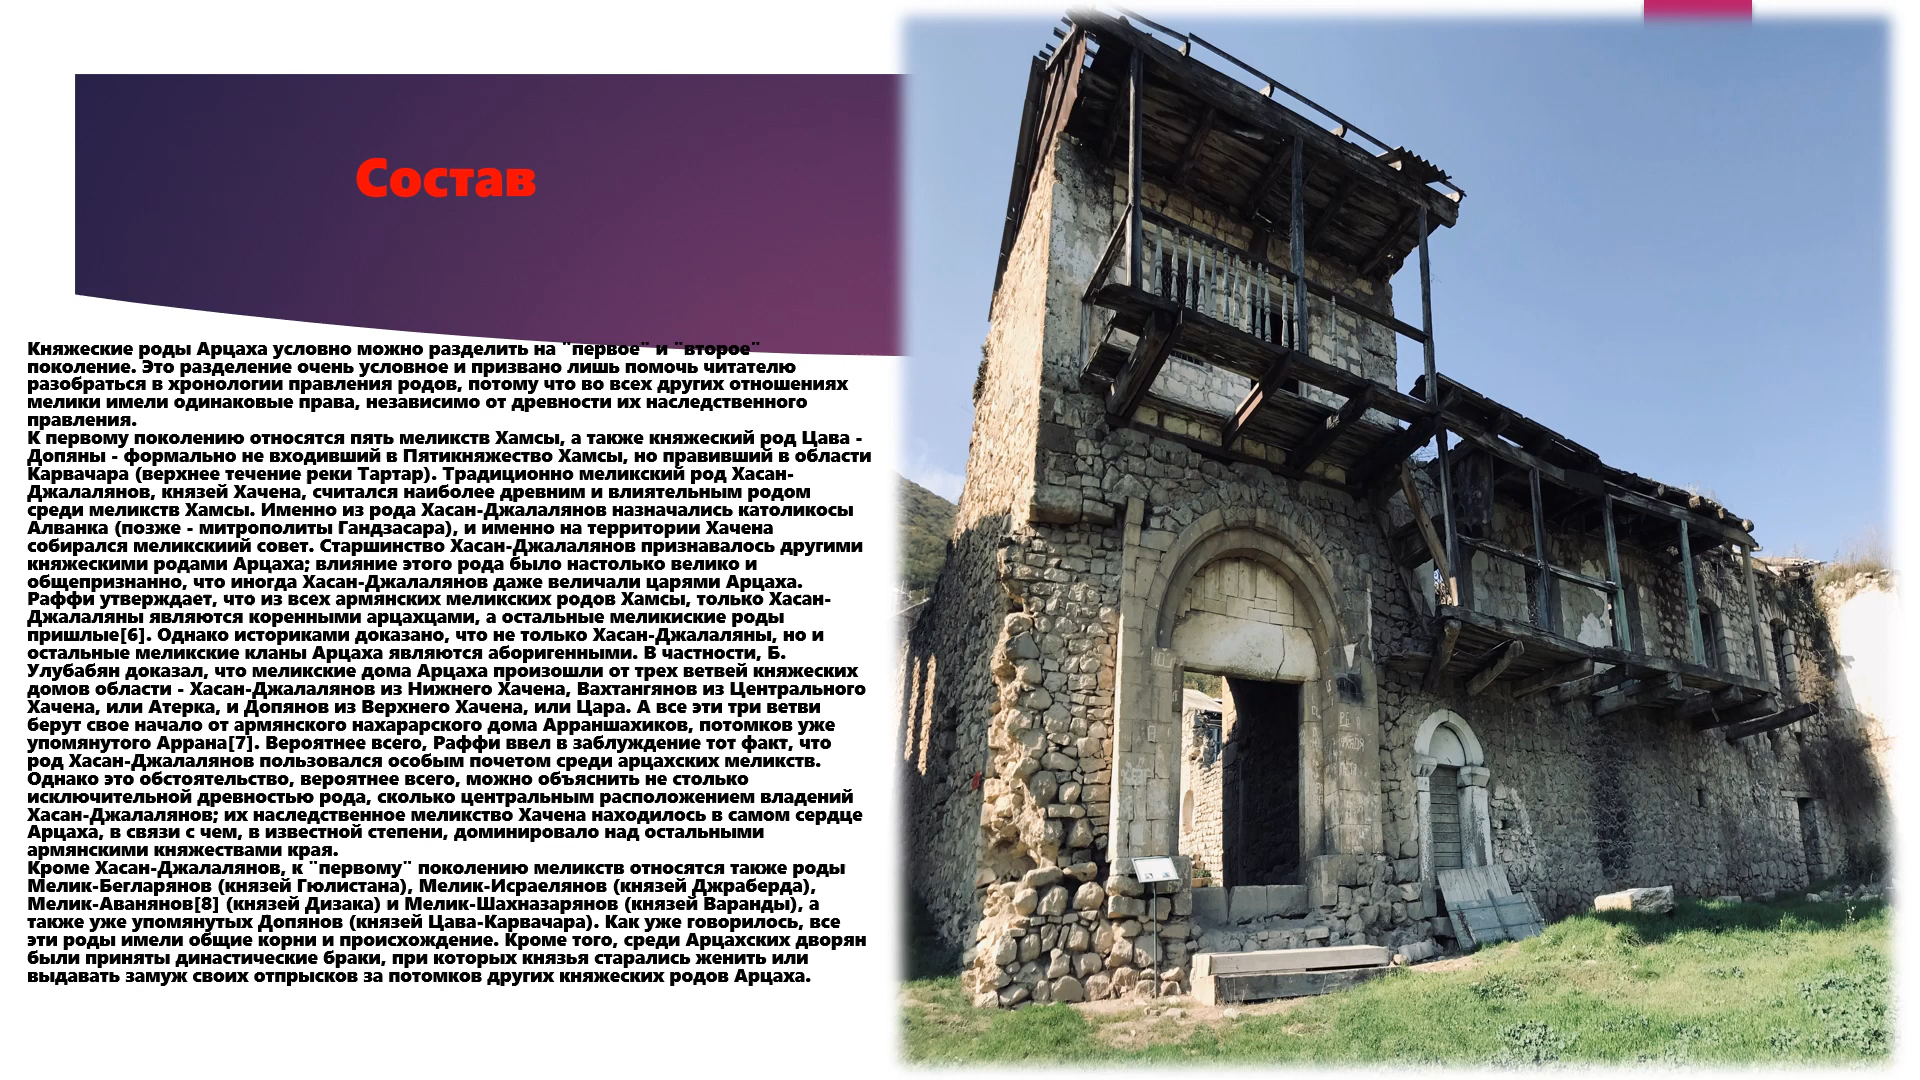 Состав
Княжеские роды Арцаха условно можно разделить на "первое" и "второе"
поколение. Это разделение очень условное и призвано лишь помочь читателю
разобраться в хронологии правления родов, потому что во всех других отношениях
мелики имели одинаковые права, независимо от древности их наследственного
правления.
К первому поколению относятся пять меликств Хамсы, а также княжеский род Цава -
Допяны - формально не входивший в Пятикняжество Хамсы, но правивший в области
Карвачара (верхнее течение реки Тартар). Традиционно меликский род Хасан-
Джалалянов, князей Хачена, считался наиболее древним и влиятельным родом
среди меликств Хамсы. Именно из рода Хасан-Джалалянов назначались католикосы
Алванка (позже - митрополиты Гандзасара), и именно на территории Хачена
собирался меликскиий совет. Старшинство Хасан-Джалалянов признавалось другими
княжескими родами Арцаха; влияние этого рода было настолько велико и
общепризнанно, что иногда Хасан-Джалалянов даже величали царями Арцаха.
Раффи утверждает, что из всех армянских меликских родов Хамсы, только Хасан-
Джалаляны являются коренными арцахцами, а остальные меликиские роды
пришлые[6]. Однако историками доказано, что не только Хасан-Джалаляны, но и
остальные меликские кланы Арцаха являются аборигенными. В частности, Б.
Улубабян доказал, что меликские дома Арцаха произошли от трех ветвей княжеских
домов области - Хасан-Джалалянов из Нижнего Хачена, Вахтангянов из Центрального
Хачена, или Атерка, и Допянов из Верхнего Хачена, или Цара. А все эти три ветви
берут свое начало от армянского нахарарского дома Арраншахиков, потомков уже
упомянутого Аррана[7]. Вероятнее всего, Раффи ввел в заблуждение тот факт, что
род Хасан-Джалалянов пользовался особым почетом среди арцахских меликств.
Однако это обстоятельство, вероятнее всего, можно объяснить не столько
исключительной древностью рода, сколько центральным расположением владений
Хасан-Джалалянов; их наследственное меликство Хачена находилось в самом сердце
Арцаха, в связи с чем, в известной степени, доминировало над остальными
армянскими княжествами края.
Кроме Хасан-Джалалянов, к "первому" поколению меликств относятся также роды
Мелик-Бегларянов (князей Гюлистана), Мелик-Исраелянов (князей Джраберда),
Мелик-Аванянов[8] (князей Дизака) и Мелик-Шахназарянов (князей Варанды), а
также уже упомянутых Допянов (князей Цава-Карвачара). Как уже говорилось, все
эти роды имели общие корни и происхождение. Кроме того, среди Арцахских дворян
были приняты династические браки, при которых князья старались женить или
выдавать замуж своих отпрысков за потомков других княжеских родов Арцаха.